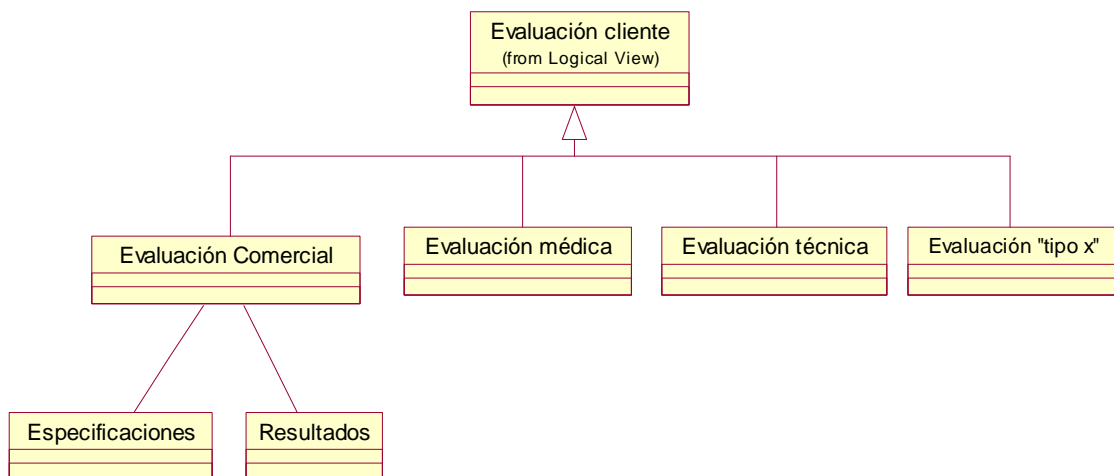 Evaluación cliente
(from Logical View)
Evaluación Comercial
Evaluación médica
Evaluación técnica
Evaluación "tipo x"
Especificaciones
Resultados